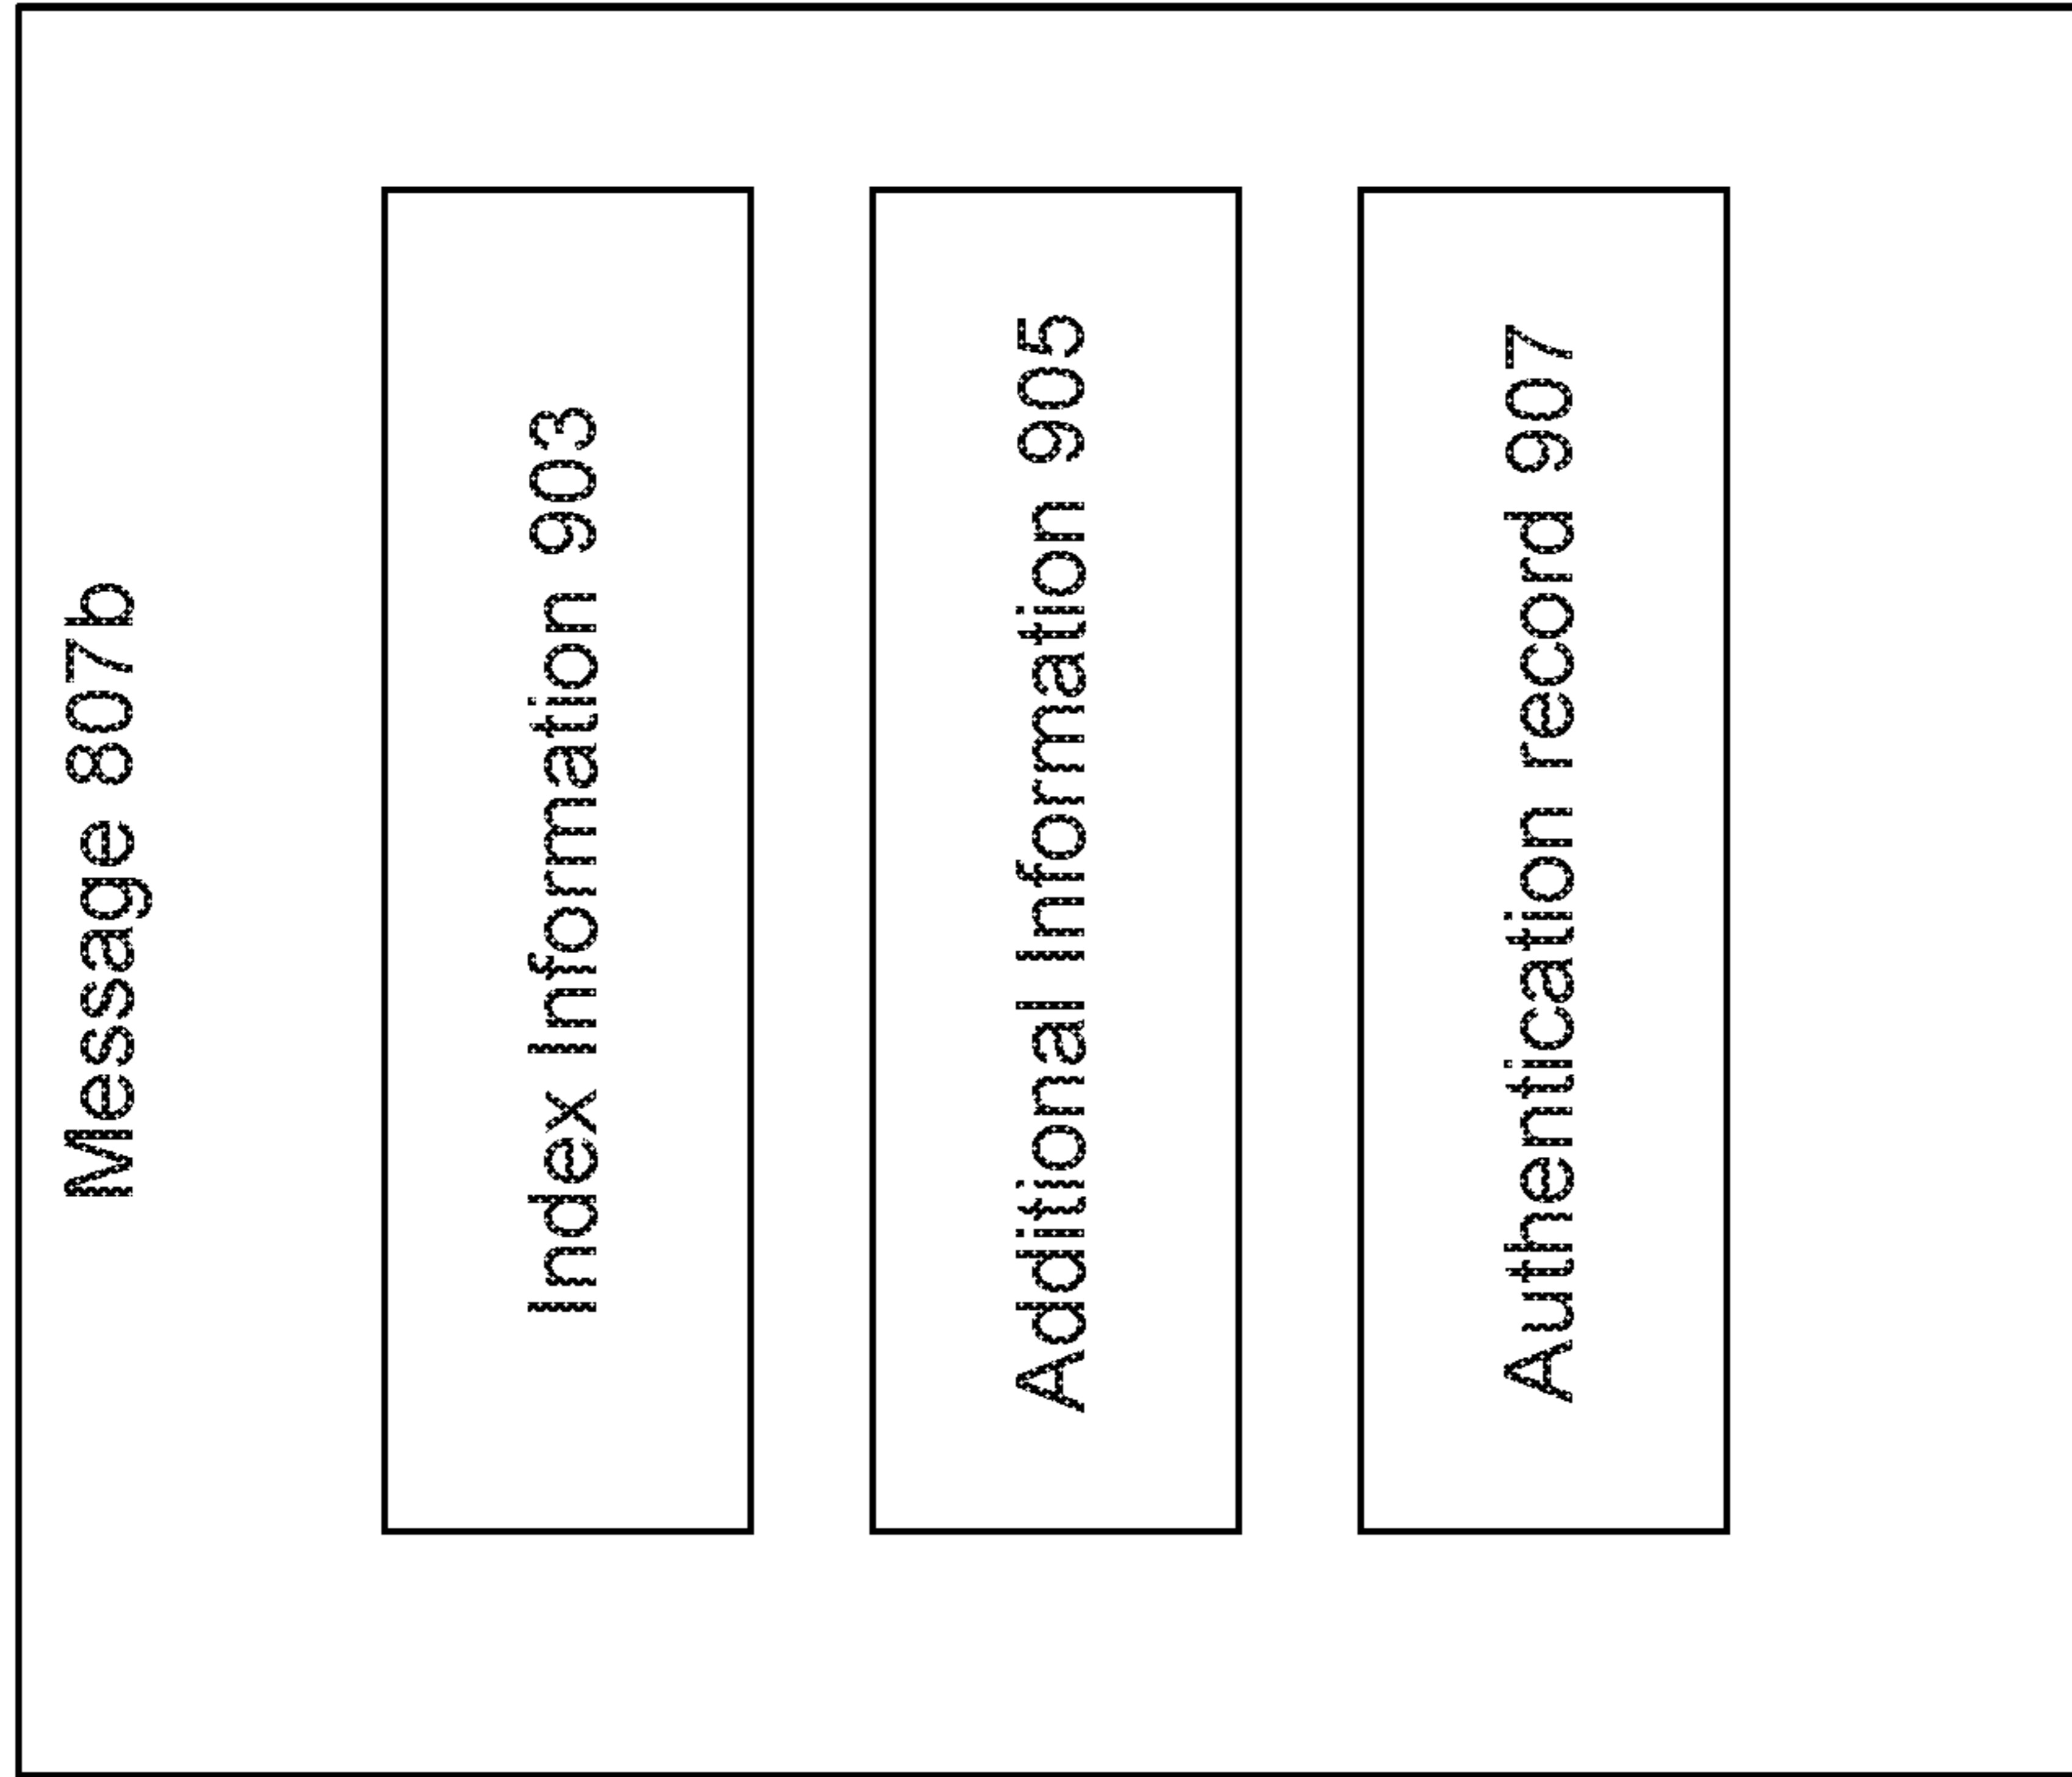 Message 807b
Index Information 903
Additional Information 905
Authentication record 907